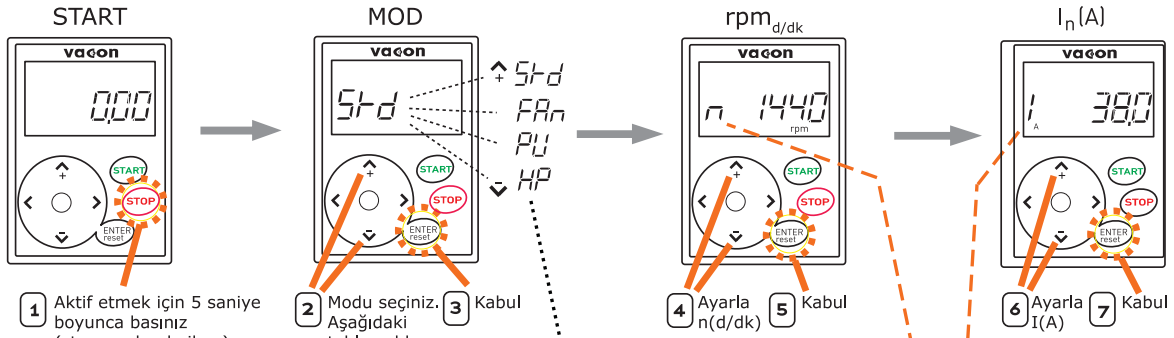 START
MOD
rpm d/dk
In(A)
vacon
0,00
START
STOP
ENTER
reset
vacon
Std
+ Std
FAn
PU
- HP
START
STOP
ENTER
reset
vacon
n 1440
rpm
START
STOP
ENTER
reset
vacon
I 38,0
A
START
STOP
ENTER
reset
1 Aktif etmek için 5 saniye
boyunca basınız
2 Modu seçiniz.
Aşağıdaki
3 Kabul
4 Ayarla
n(d/dk)
5 Kabul
6 Ayarla
I(A)
7 Kabul